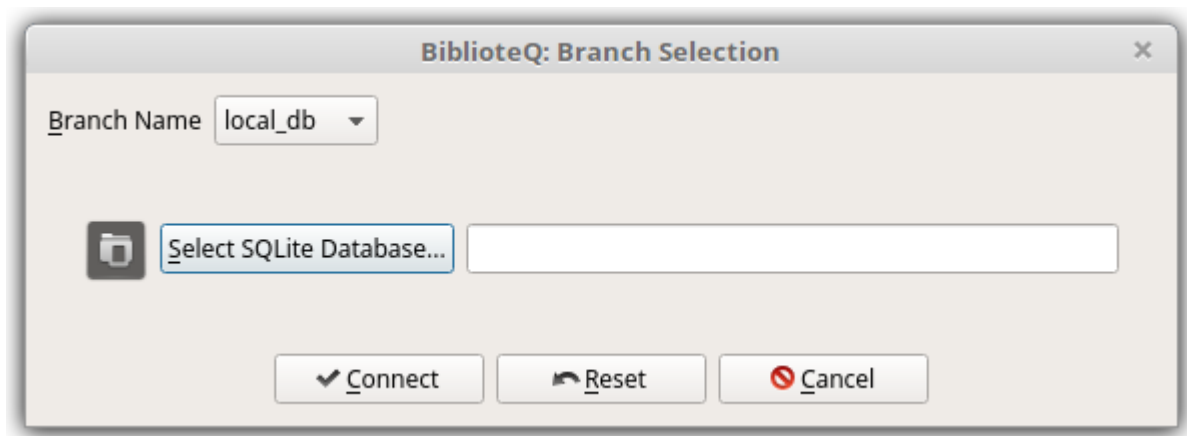 BiblioteQ: Branch Selection
Branch Name local_db
Select SQLite Database...
Connect Reset Cancel